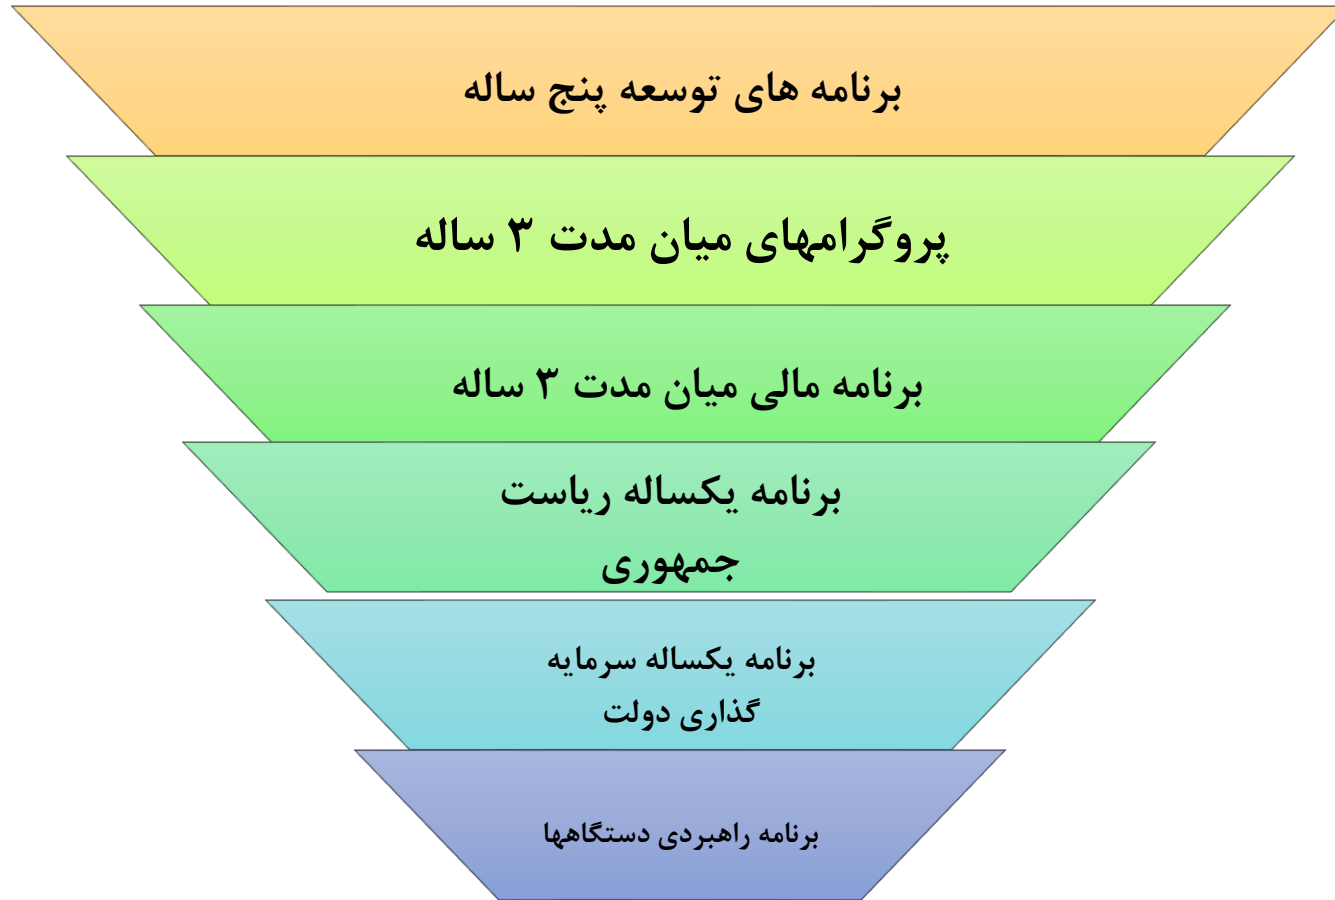 برنامه های توسعه پنج ساله
پروگرامهای میان مدت ۳ ساله
برنامه مالی میان مدت ۳ ساله
برنامه یکساله ریاست
جمهوری
برنامه یکساله سرمایه
گذاری دولت
برنامه راهبردی دستگاهها